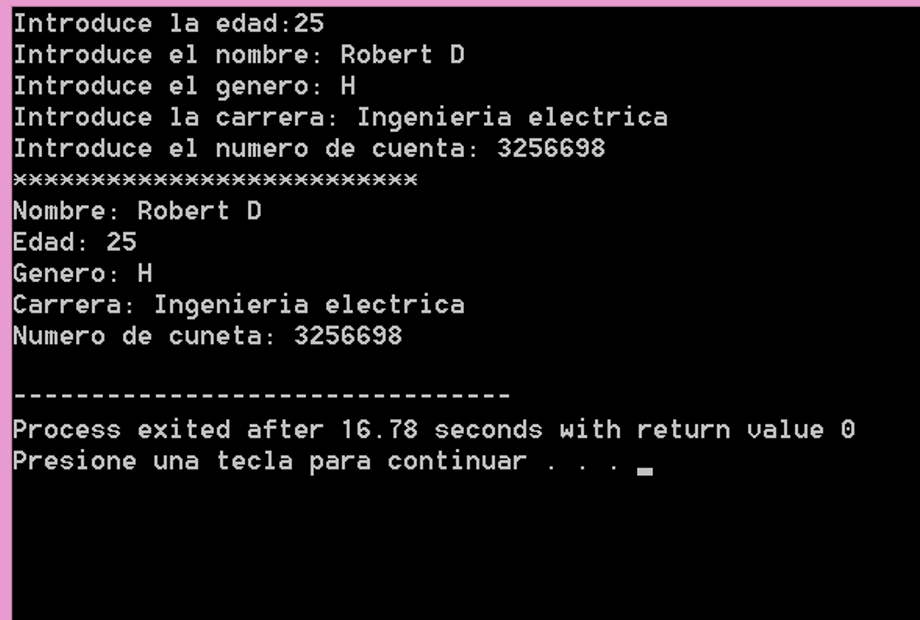 Introduce la edad:25
Introduce el nombre: Robert D
Introduce el genero: H
Introduce la carrera: Ingenieria electrica
Introduce el numero de cuenta: 3256698
**************************
Nombre: Robert D
Edad: 25
Genero: H
Carrera: Ingenieria electrica
Numero de cuneta: 3256698
--------------------------------
Process exited after 16.78 seconds with return value 0
Presione una tecla para continuar . . . _